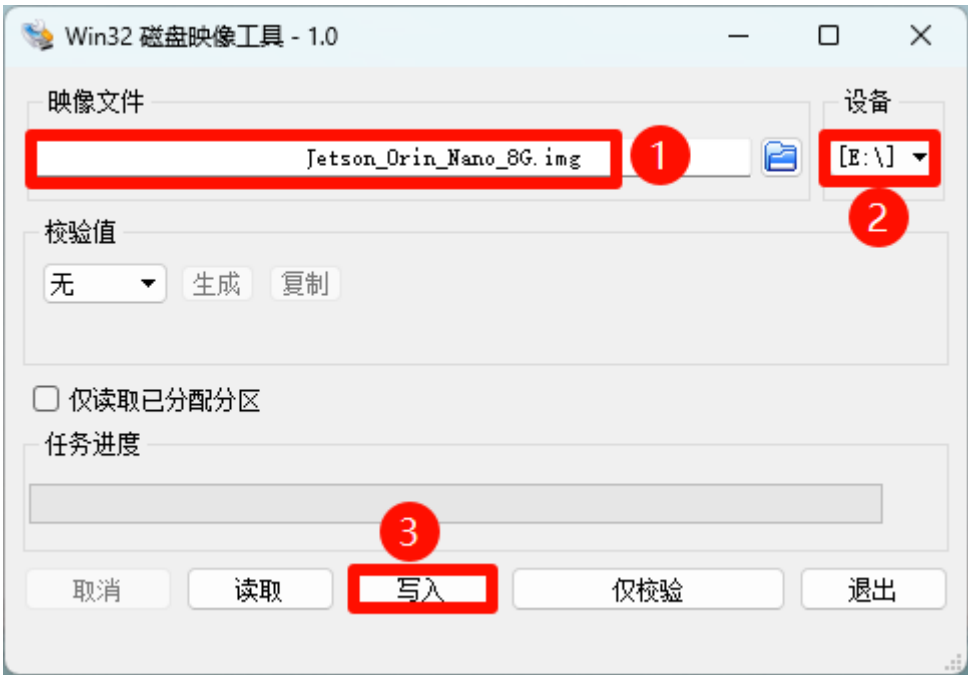 Win32 磁盘映像工具 - 1.0
映像文件
设备
Jetson_Orin_Nano_8G.img
1
[E:\]
2
校验值
无
生成
复制
仅读取已分配分区
任务进度
3
取消
读取
写入
仅校验
退出